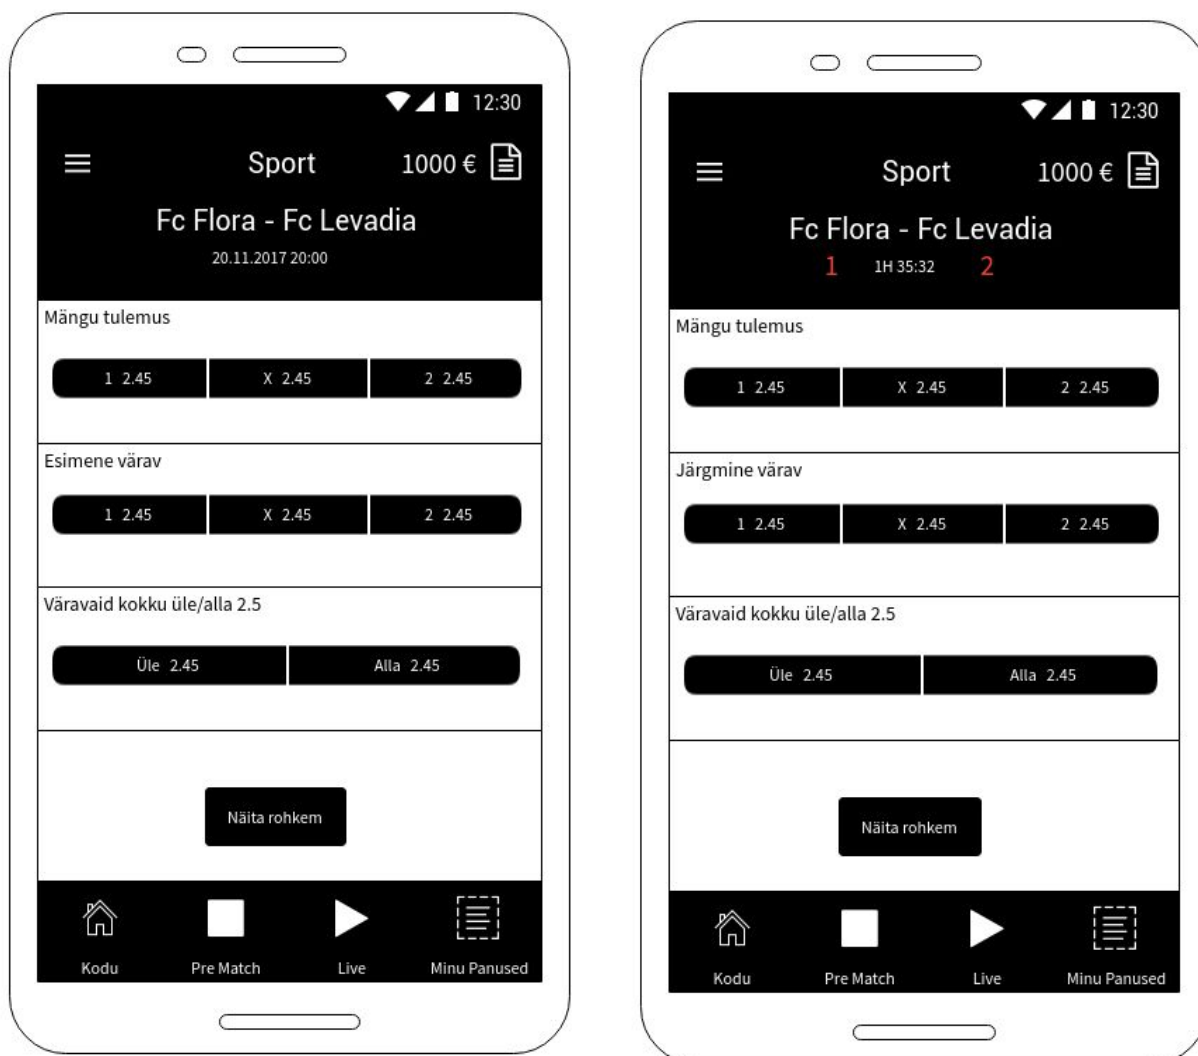 12:30
Sport 1000 €
Fc Flora - Fc Levadia
20.11.2017 20:00
Mängu tulemus
1 2.45 X 2.45 2 2.45
Esimene värav
1 2.45 X 2.45 2 2.45
Väravaid kokku üle/alla 2.5
Üle 2.45 Alla 2.45
Näita rohkem
Kodu Pre Match Live Minu Panused
12:30
Sport 1000 €
Fc Flora - Fc Levadia
1 1H 35:32 2
Mängu tulemus
1 2.45 X 2.45 2 2.45
Järgmine värav
1 2.45 X 2.45 2 2.45
Väravaid kokku üle/alla 2.5
Üle 2.45 Alla 2.45
Näita rohkem
Kodu Pre Match Live Minu Panused